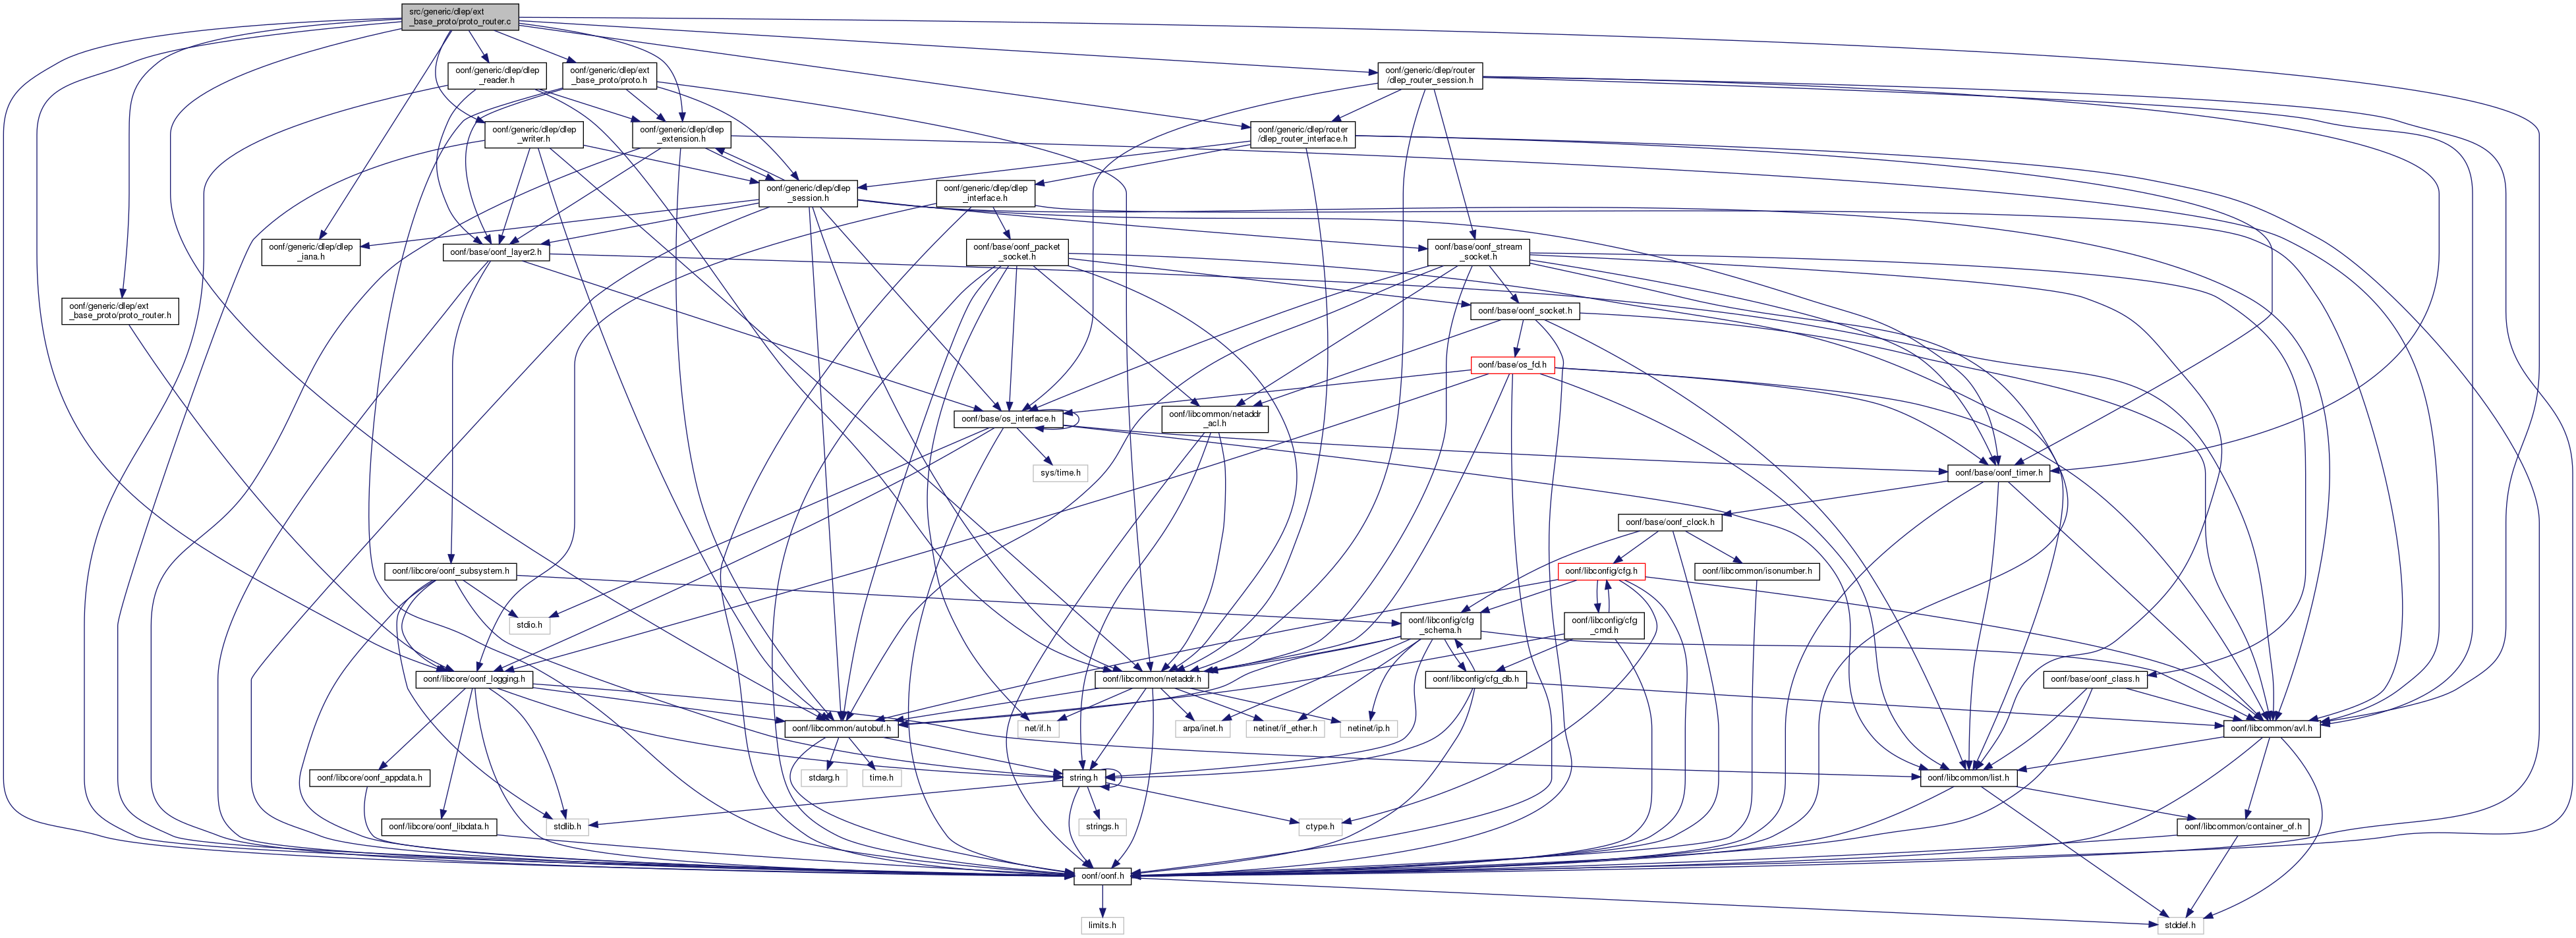 src/generic/dlep/ext
_base_proto/proto_router.c
oonf/generic/dlep/dlep
_reader.h
oonf/generic/dlep/ext
_base_proto/proto.h
oonf/generic/dlep/router
/dlep_router_session.h
oonf/generic/dlep/dlep
_writer.h
oonf/generic/dlep/dlep
_extension.h
oonf/generic/dlep/router
/dlep_router_interface.h
oonf/generic/dlep/dlep
_session.h
oonf/generic/dlep/dlep
_interface.h
oonf/generic/dlep/dlep
_iana.h
oonf/base/oonf_layer2.h
oonf/base/oonf_packet
_socket.h
oonf/base/oonf_stream
_socket.h
oonf/generic/dlep/ext
_base_proto/proto_router.h
oonf/base/oonf_socket.h
oonf/base/os_fd.h
oonf/base/os_interface.h
oonf/libcommon/netaddr
_acl.h
sys/time.h
oonf/base/oonf_timer.h
oonf/base/oonf_clock.h
oonf/libcore/oonf_subsystem.h
oonf/libconfig/cfg.h
oonf/libcommon/isonumber.h
stdio.h
oonf/libconfig/cfg
_schema.h
oonf/libconfig/cfg
_cmd.h
oonf/libcore/oonf_logging.h
oonf/libcommon/netaddr.h
oonf/libconfig/cfg_db.h
oonf/base/oonf_class.h
oonf/libcommon/autobuf.h
net/if.h
arpa/inet.h
netinet/if_ether.h
netinet/ip.h
oonf/libcommon/avl.h
oonf/libcore/oonf_appdata.h
stdarg.h
time.h
string.h
oonf/libcommon/list.h
oonf/libcore/oonf_libdata.h
stdlib.h
strings.h
ctype.h
oonf/libcommon/container_of.h
oonf/oonf.h
limits.h
stddef.h